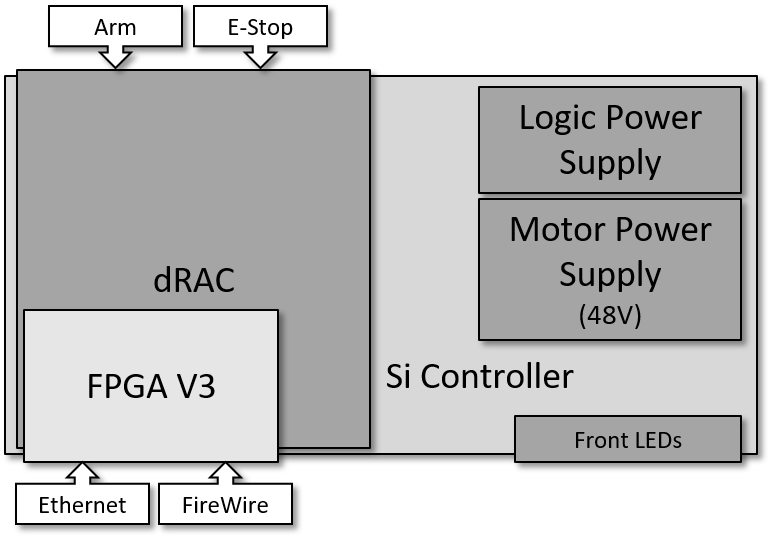 Arm
E-Stop
Logic Power
Supply
Motor Power
Supply
(48V)
dRAC
FPGA V3
Si Controller
Front LEDs
Ethernet
FireWire